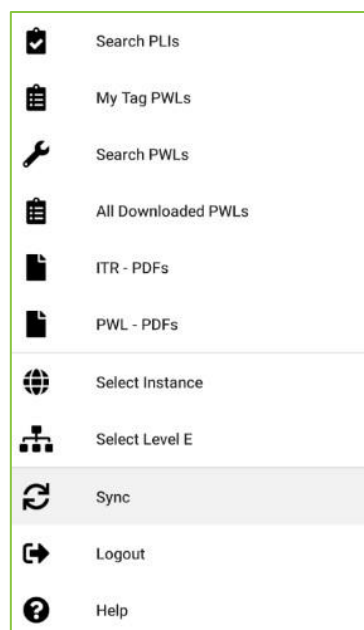 Search PLIs
My Tag PWLs
Search PWLs
All Downloaded PWLs
ITR - PDFs
PWL - PDFs
Select Instance
Select Level E
Sync
Logout
Help